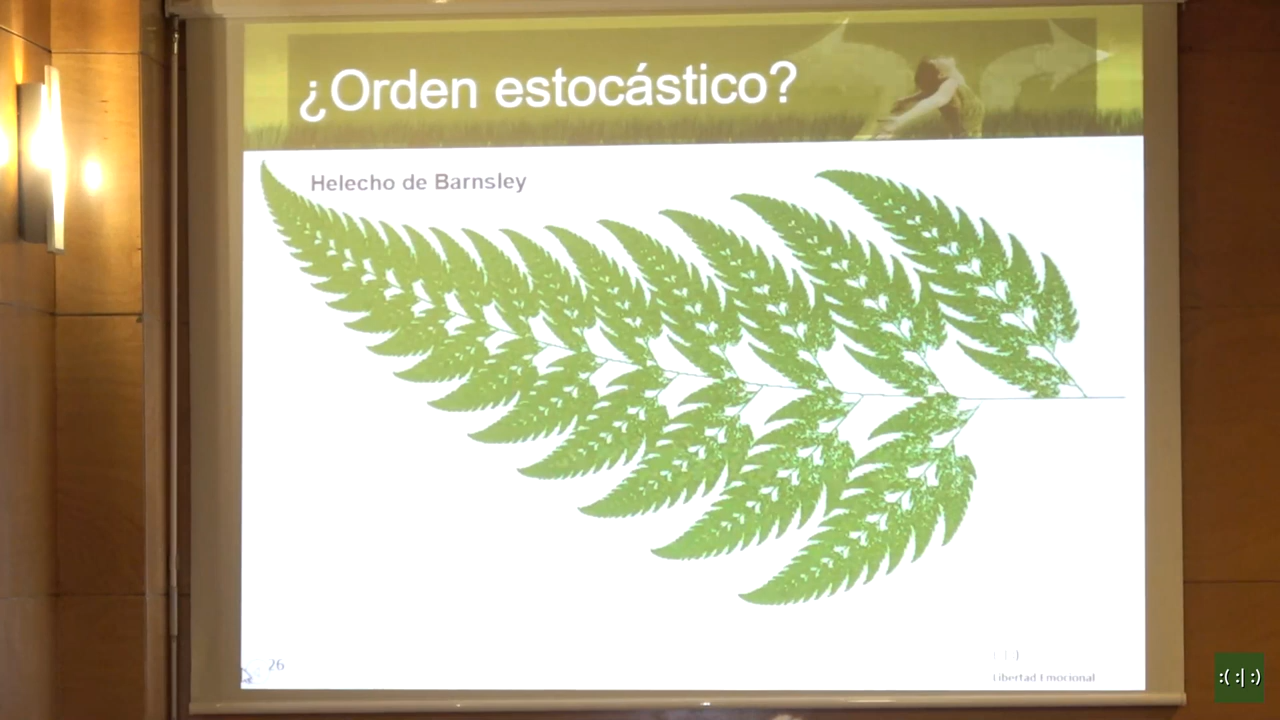 ¿Orden estocástico?
Helecho de Barnsley
26
Libertad Emocional
:( :| :)